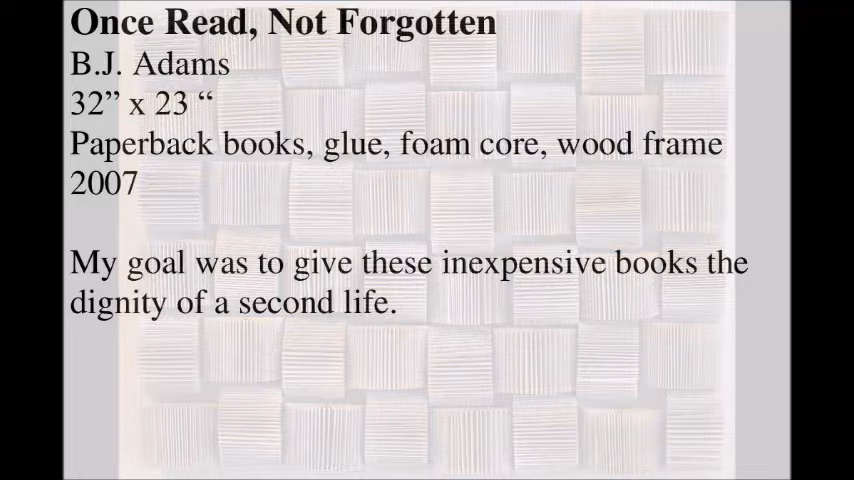 Once Read, Not Forgotten
B.J. Adams
32” x 23 “
Paperback books, glue, foam core, wood frame
2007
My goal was to give these inexpensive books the
dignity of a second life.